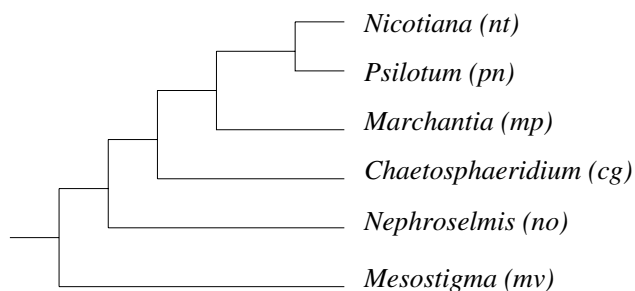 Nicotiana (nt)
Psilotum (pn)
Marchantia (mp)
Chaetosphaeridium (cg)
Nephroselmis (no)
Mesostigma (mv)